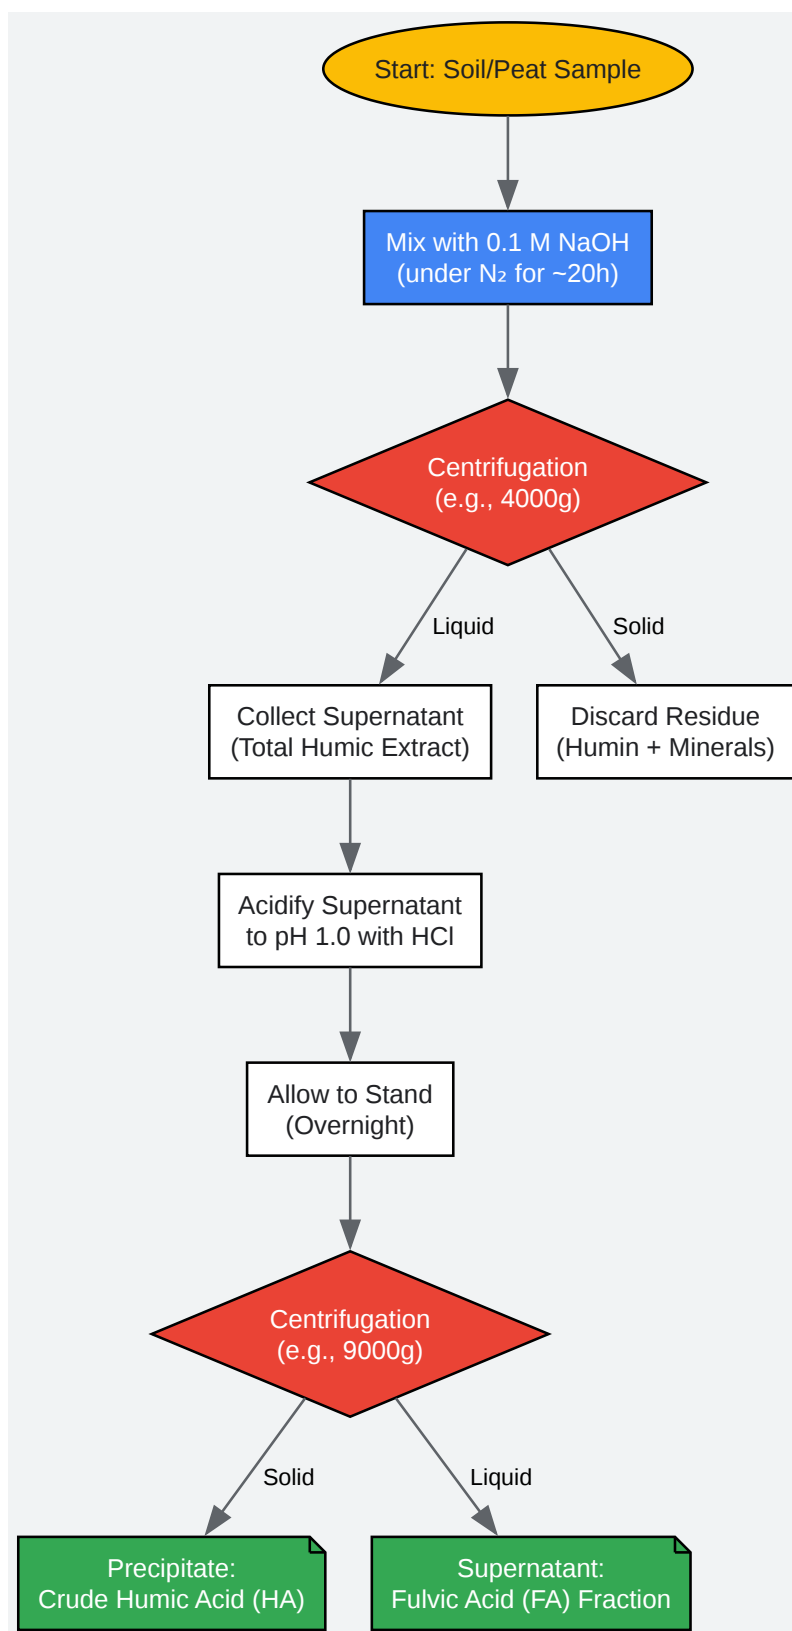 Start: Soil/Peat Sample
Mix with 0.1 M NaOH
(under N₂ for ~20h)
Centrifugation
(e.g., 4000g)
Liquid
Solid
Collect Supernatant
(Total Humic Extract)
Discard Residue
(Humin + Minerals)
Acidify Supernatant
to pH 1.0 with HCl
Allow to Stand
(Overnight)
Centrifugation
(e.g., 9000g)
Solid
Liquid
Precipitate:
Crude Humic Acid (HA)
Supernatant:
Fulvic Acid (FA) Fraction